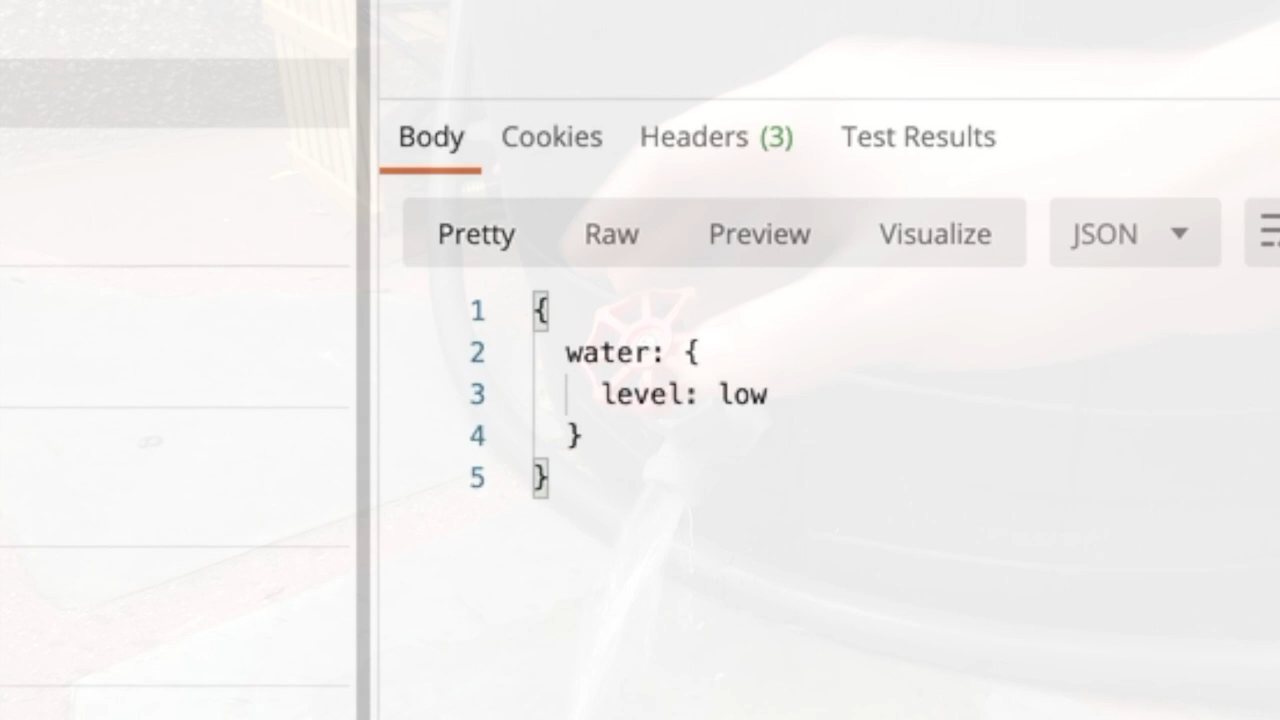 Body Cookies Headers (3) Test Results
Pretty Raw Preview Visualize JSON
1 {
2 water: {
3 level: low
4 }
5 }